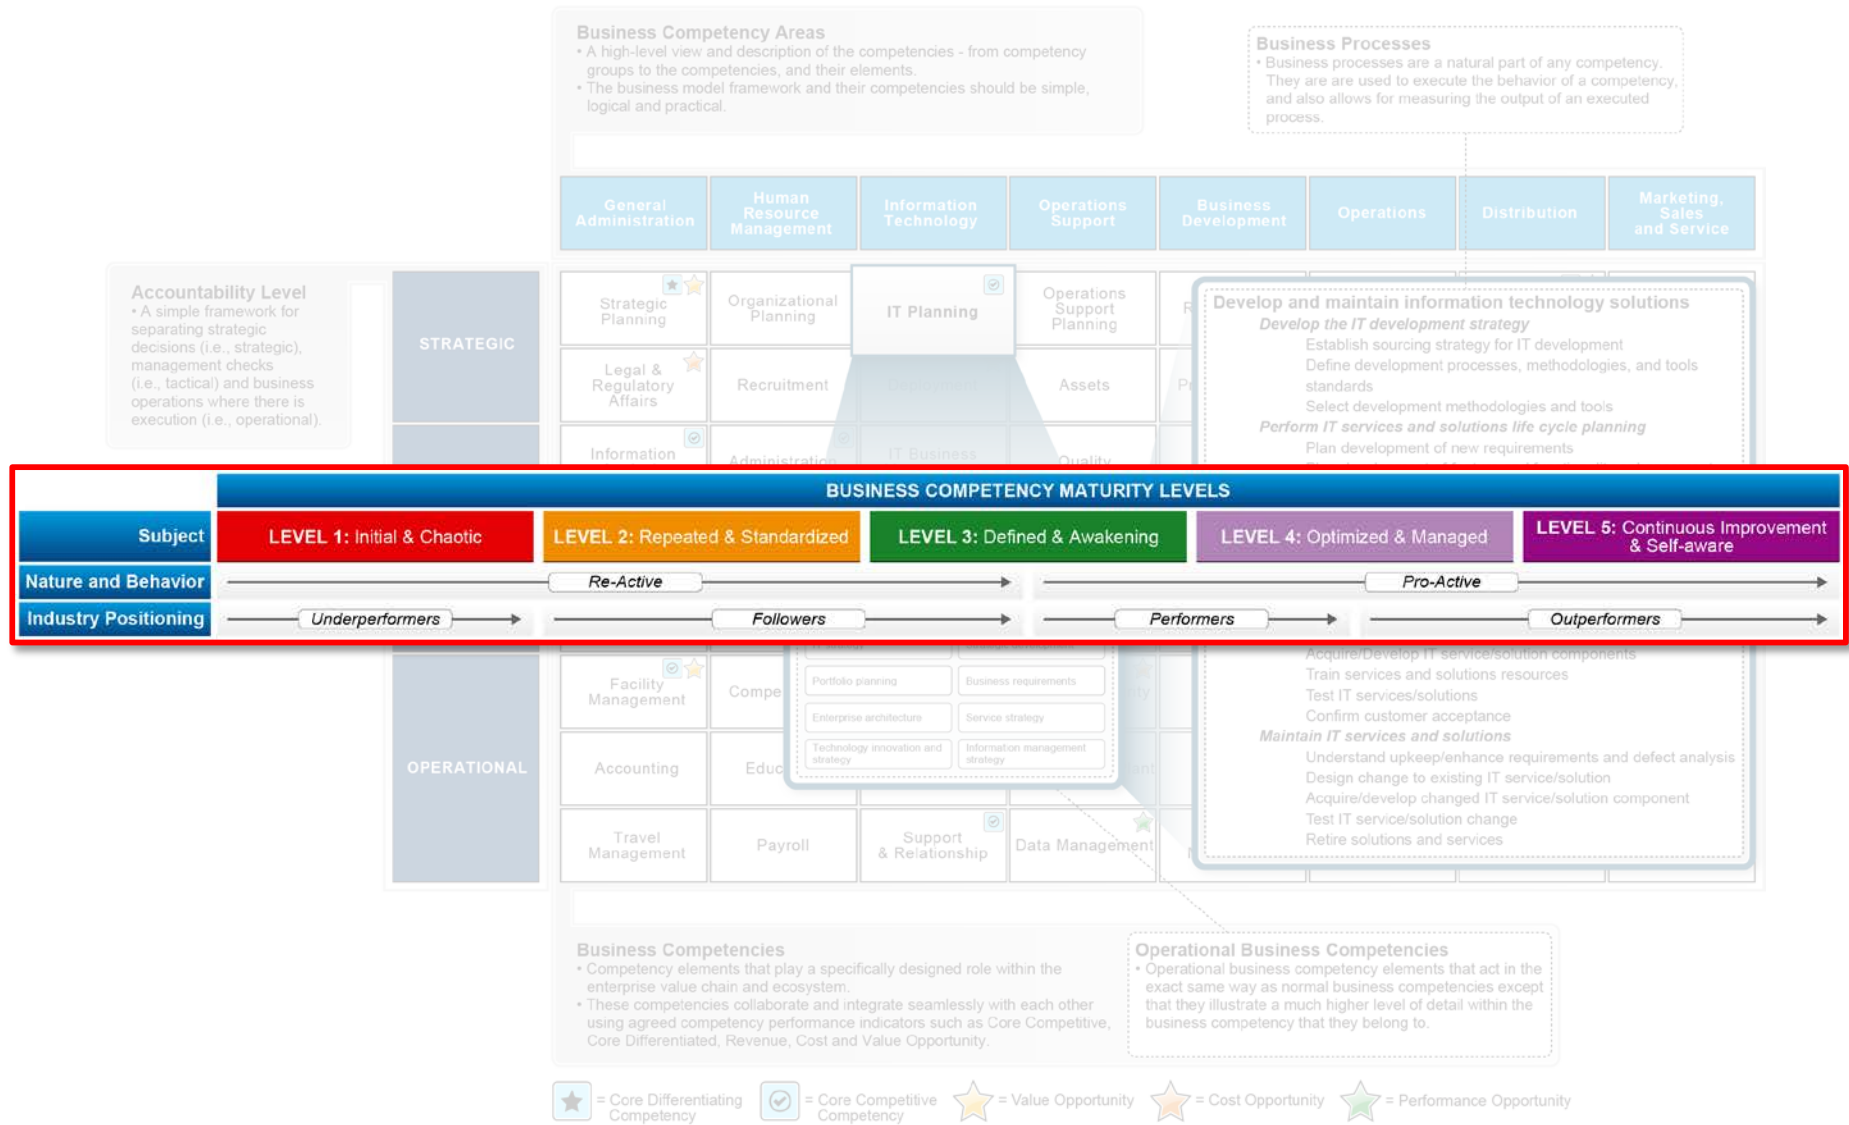 Business Competency Areas
• A high-level view and description of the competencies - from competency
groups to the competencies, and their elements.
• The business model framework and their competencies should be simple,
logical and practical.
Business Processes
• Business processes are a natural part of any competency.
They are are used to execute the behavior of a competency,
and also allows for measuring the output of an executed
process.
General
Administration
Human
Resource
Management
Information
Technology
Operations
Support
Business
Development
Operations
Distribution
Marketing,
Sales
and Service
Accountability Level
• A simple framework for
separating strategic
decisions (i.e., strategic),
management checks
(i.e., tactical) and business
operations where there is
execution (i.e., operational).
STRATEGIC
Strategic
Planning
Organizational
Planning
IT Planning
Operations
Support
Planning
Legal &
Regulatory
Affairs
Recruitment
Assets
Information
Administration
IT Business
Quality
Develop and maintain information technology solutions
Develop the IT development strategy
Establish sourcing strategy for IT development
Define development processes, methodologies, and tools
standards
Select development methodologies and tools
Perform IT services and solutions life cycle planning
Plan development of new requirements
BUSINESS COMPETENCY MATURITY LEVELS
Subject
LEVEL 1: Initial & Chaotic
LEVEL 2: Repeated & Standardized
LEVEL 3: Defined & Awakening
LEVEL 4: Optimized & Managed
LEVEL 5: Continuous Improvement
& Self-aware
Nature and Behavior
Re-Active
Pro-Active
Industry Positioning
Underperformers
Followers
Performers
Outperformers
Acquire/Develop IT service/solution components
Train services and solutions resources
Test IT services/solutions
Confirm customer acceptance
Maintain IT services and solutions
Understand upkeep/enhance requirements and defect analysis
Design change to existing IT service/solution
Acquire/develop changed IT service/solution component
Test IT service/solution change
Retire solutions and services
OPERATIONAL
Facility
Management
Portfolio planning
Business requirements
Enterprise architecture
Service strategy
Technology innovation and
strategy
Information management
strategy
Accounting
Travel
Management
Payroll
Support
& Relationship
Data Management
Business Competencies
• Competency elements that play a specifically designed role within the
enterprise value chain and ecosystem.
• These competencies collaborate and integrate seamlessly with each other
using agreed competency performance indicators such as Core Competitive,
Core Differentiated, Revenue, Cost and Value Opportunity.
Operational Business Competencies
• Operational business competency elements that act in the
exact same way as normal business competencies except
that they illustrate a much higher level of detail within the
business competency that they belong to.
= Core Differentiating
Competency
= Core Competitive
Competency
= Value Opportunity
= Cost Opportunity
= Performance Opportunity